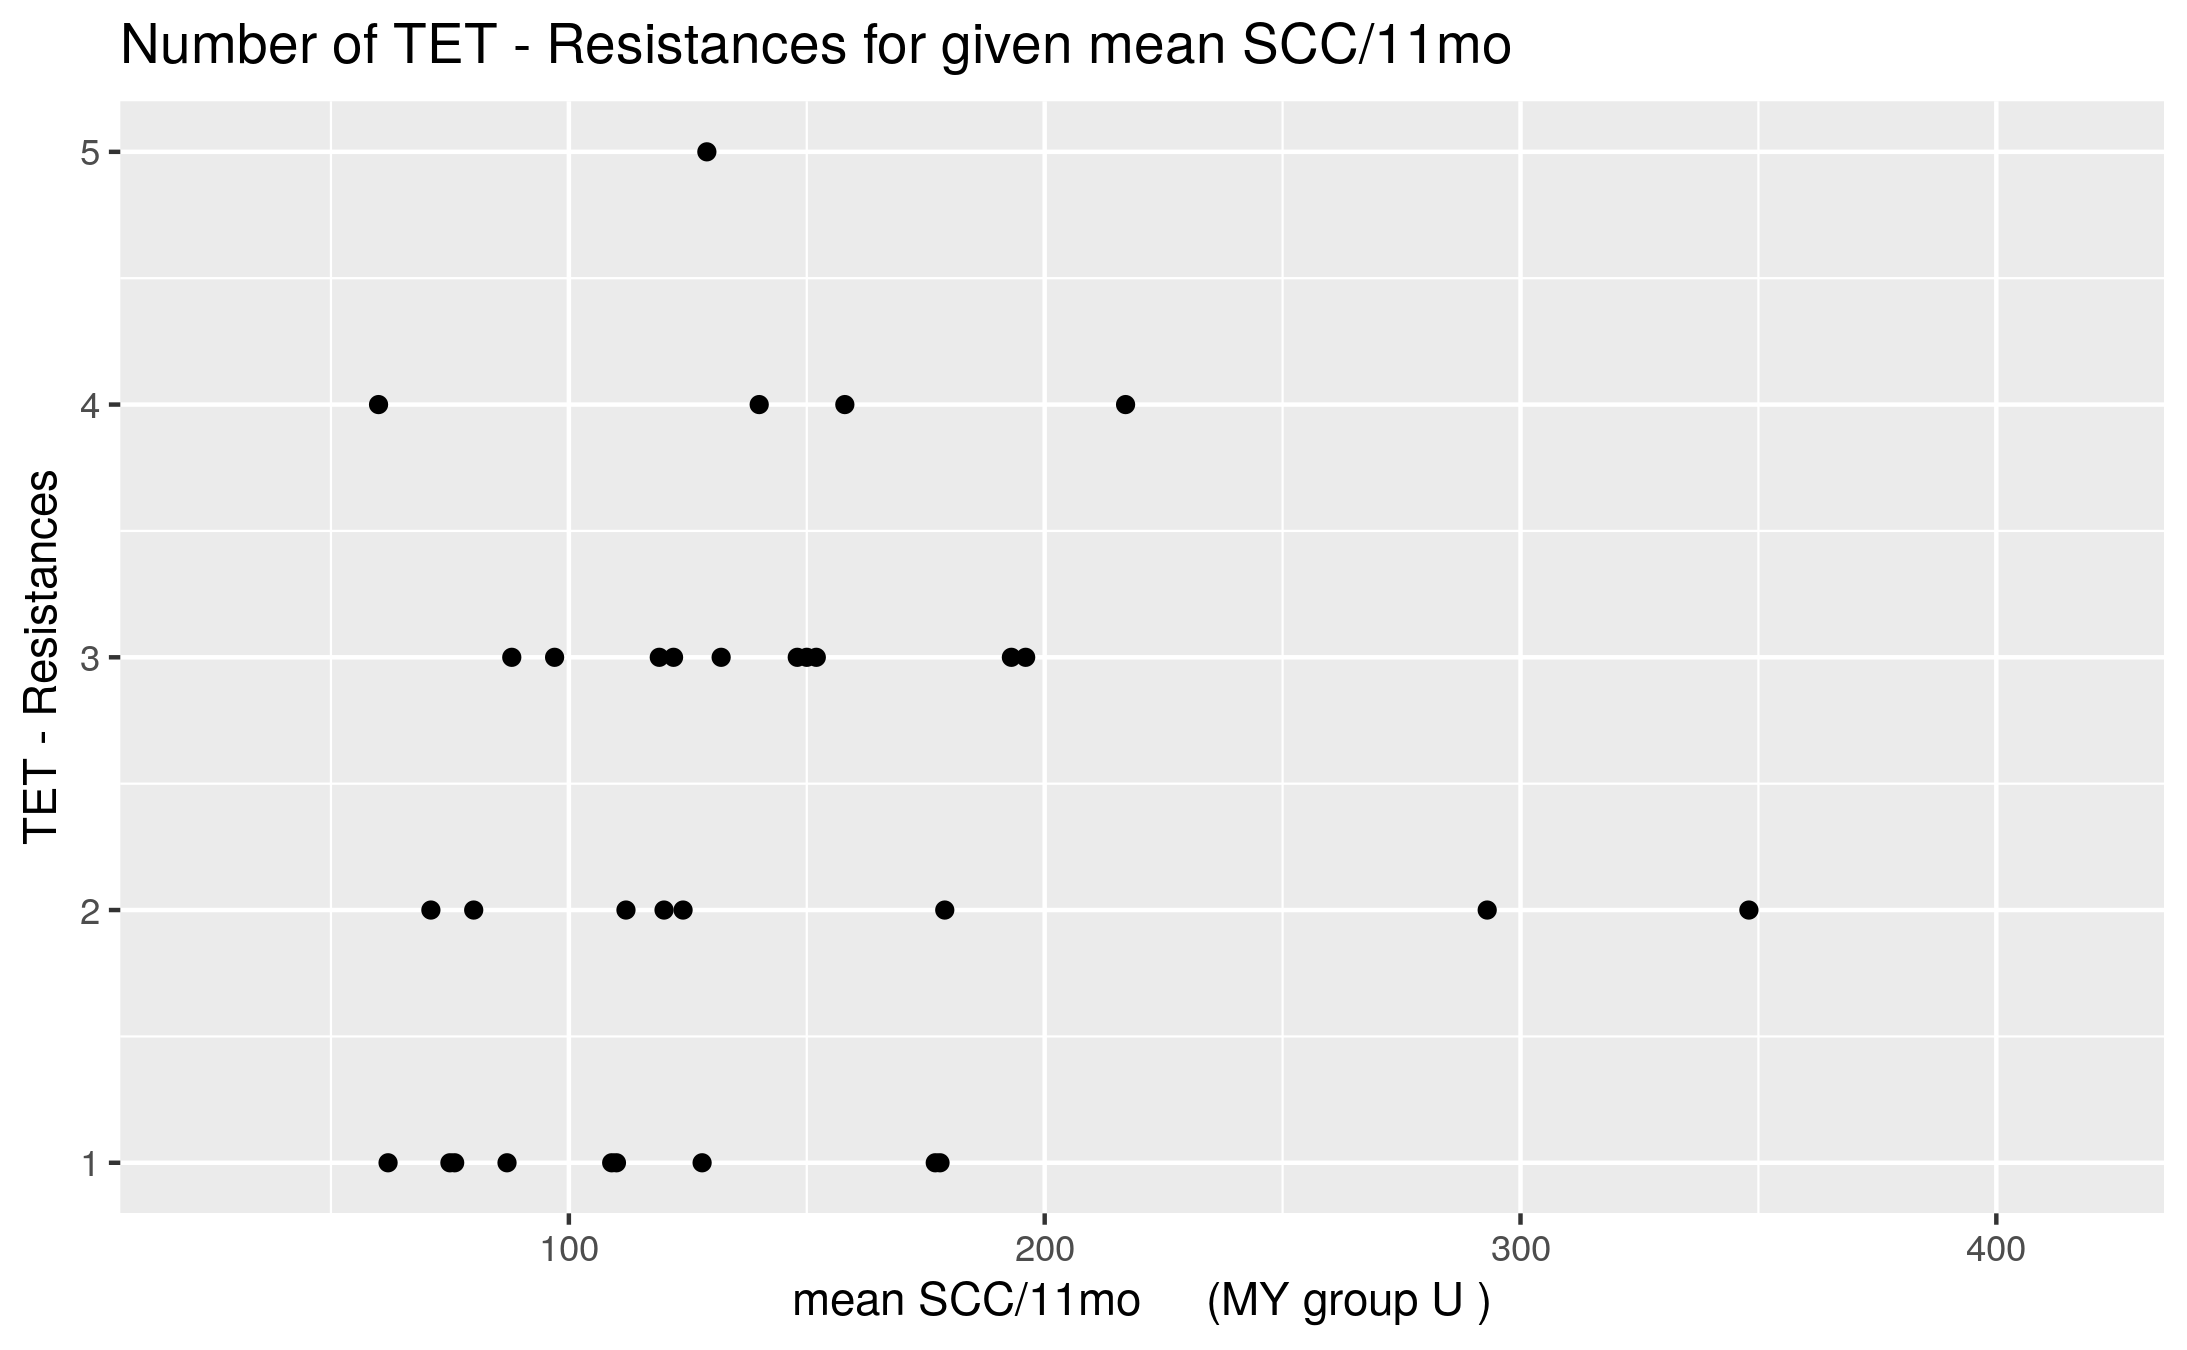 Number of TET - Resistances for given mean SCC/11mo
TET - Resistances
5
4
3
2
1
100 200 300 400
mean SCC/11mo (MY group U )